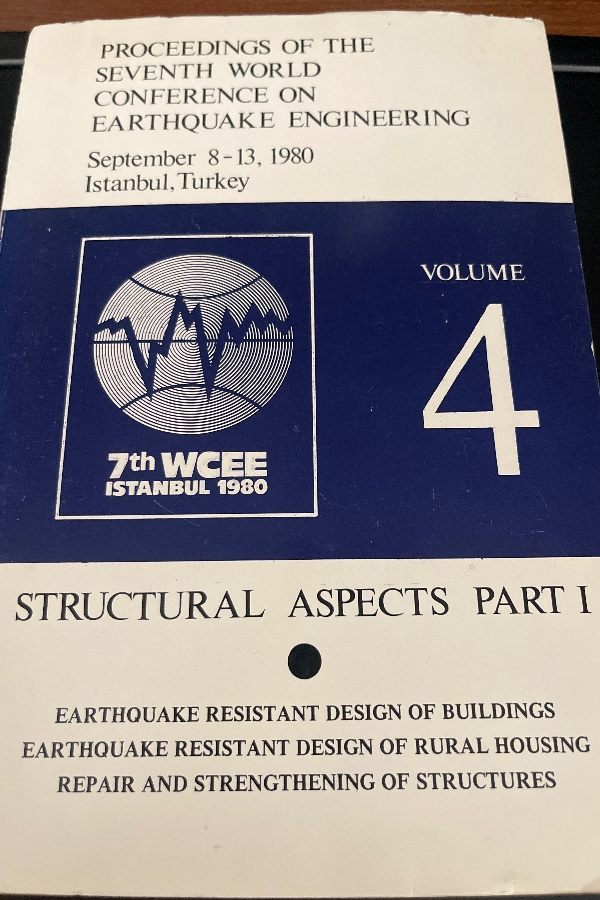 PROCEEDINGS OF THE
SEVENTH WORLD
CONFERENCE ON
EARTHQUAKE ENGINEERING
September 8-13, 1980
Istanbul, Turkey
7th WCEE
ISTANBUL 1980
VOLUME
4
STRUCTURAL ASPECTS PART I
EARTHQUAKE RESISTANT DESIGN OF BUILDINGS
EARTHQUAKE RESISTANT DESIGN OF RURAL HOUSING
REPAIR AND STRENGTHENING OF STRUCTURES